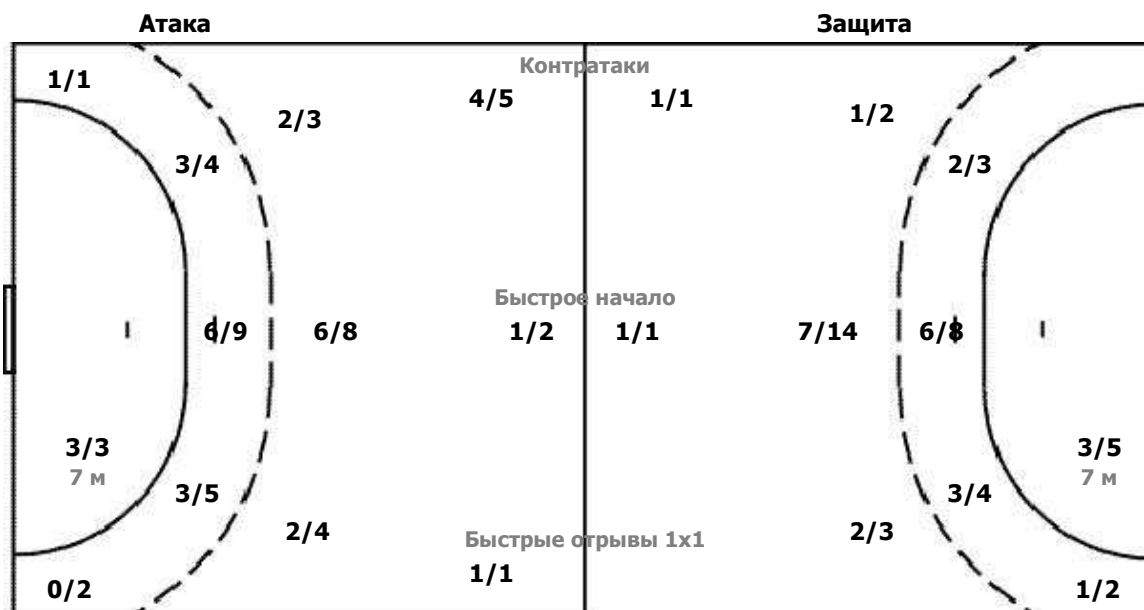 Атака Защита
Контратаки
1/1 2/3 4/5 1/1 1/2
3/4 2/3
Быстрое начало
6/9 6/8 1/2 1/1 7/14 6/8
3/3 3/5
7 м 7 м
3/5 3/4
2/4 Быстрые отрывы 1x1 2/3
0/2 1/1 1/2